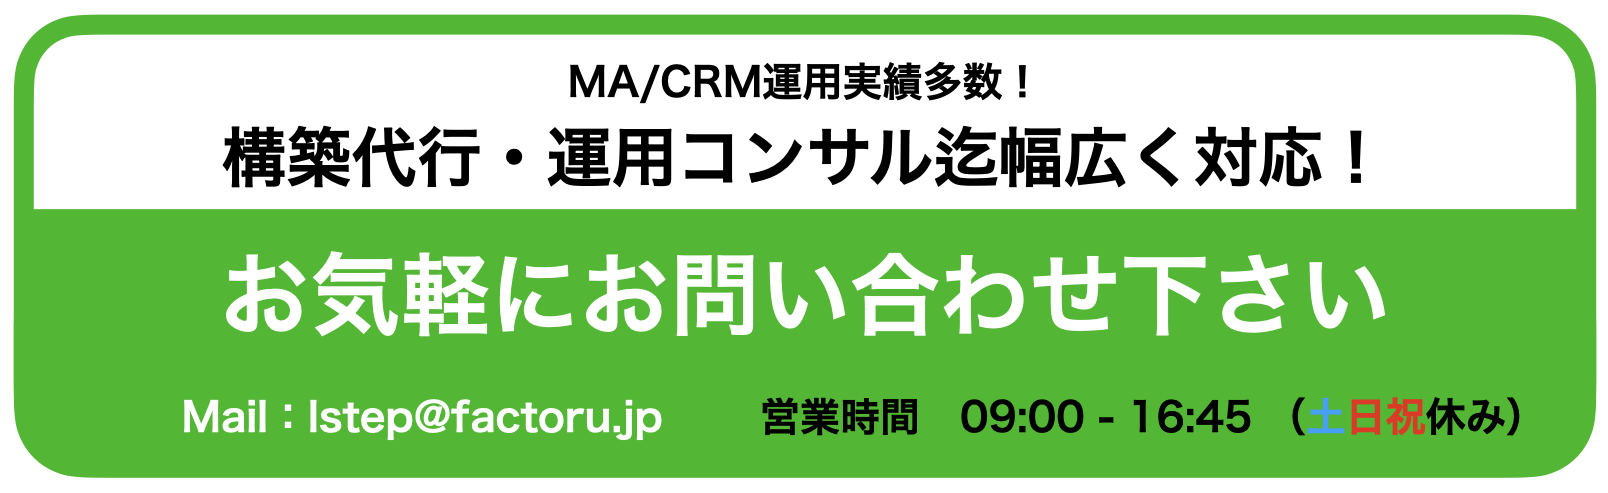 MA/CRM運用実績多数！
構築代行・運用コンサル迄幅広く対応！
お気軽にお問い合わせ下さい
Mail：lstep@factoru.jp　営業時間　09:00 - 16:45 （土日祝休み）